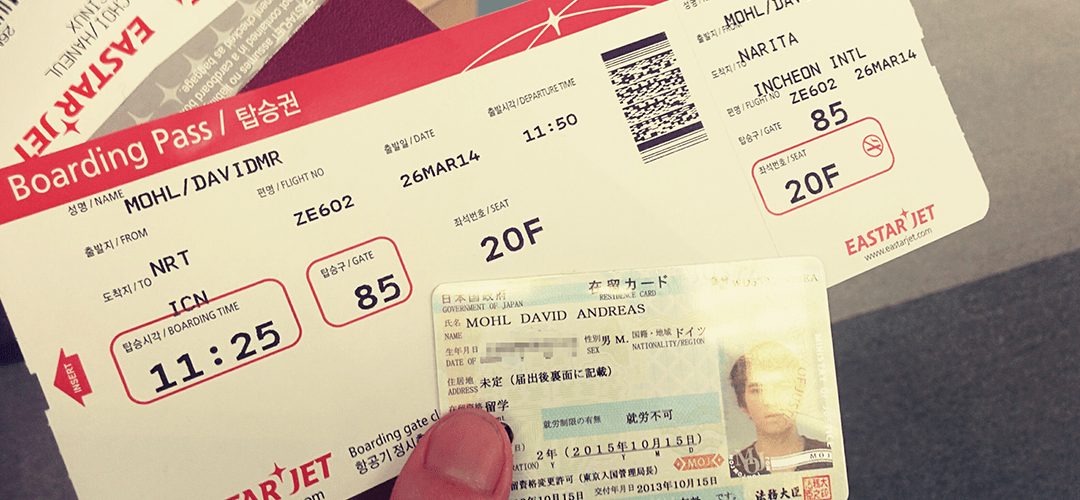 CHOI/HANEUL
EASTAR JET
Boarding Pass / 탑승권
성명 / NAME
MOHL/DAVIDMR
편명 / FLIGHT NO
ZE602
출발일 / DATE
26MAR14
출발시각 / DEPARTURE TIME
11:50
출발지 / FROM
NRT
도착지 / TO
ICN
탑승시각 / BOARDING TIME
11:25
탑승구 / GATE
85
좌석번호 / SEAT
20F
INSERT
Boarding gate
EASTAR JET
MOHL/DAV
출발지 / FROM
NARITA
도착지 / TO
INCHEON INTL
편명 / FLIGHT NO
ZE602
26MAR14
탑승구 / GATE
85
좌석번호 / SEAT
20F
EASTAR JET
www.eastarjet.com
日本国政府
GOVERNMENT OF JAPAN
在留カード
RESIDENCE CARD
氏名
NAME
MOHL DAVID ANDREAS
生年月日
DATE OF
性別 男 M.
SEX
国籍・地域 ドイツ
NATIONALITY/REGION
住居地
ADDRESS
未定(届出後裏面に記載)
在留資格 留学
就労制限の有無 就労不可
2年(2015年10月15日)
Y Y M D
MOJ
資格変更許可(東京入国管理局長)
10月15日 交付年月日 2013年10月15日
法務大臣
MOJ